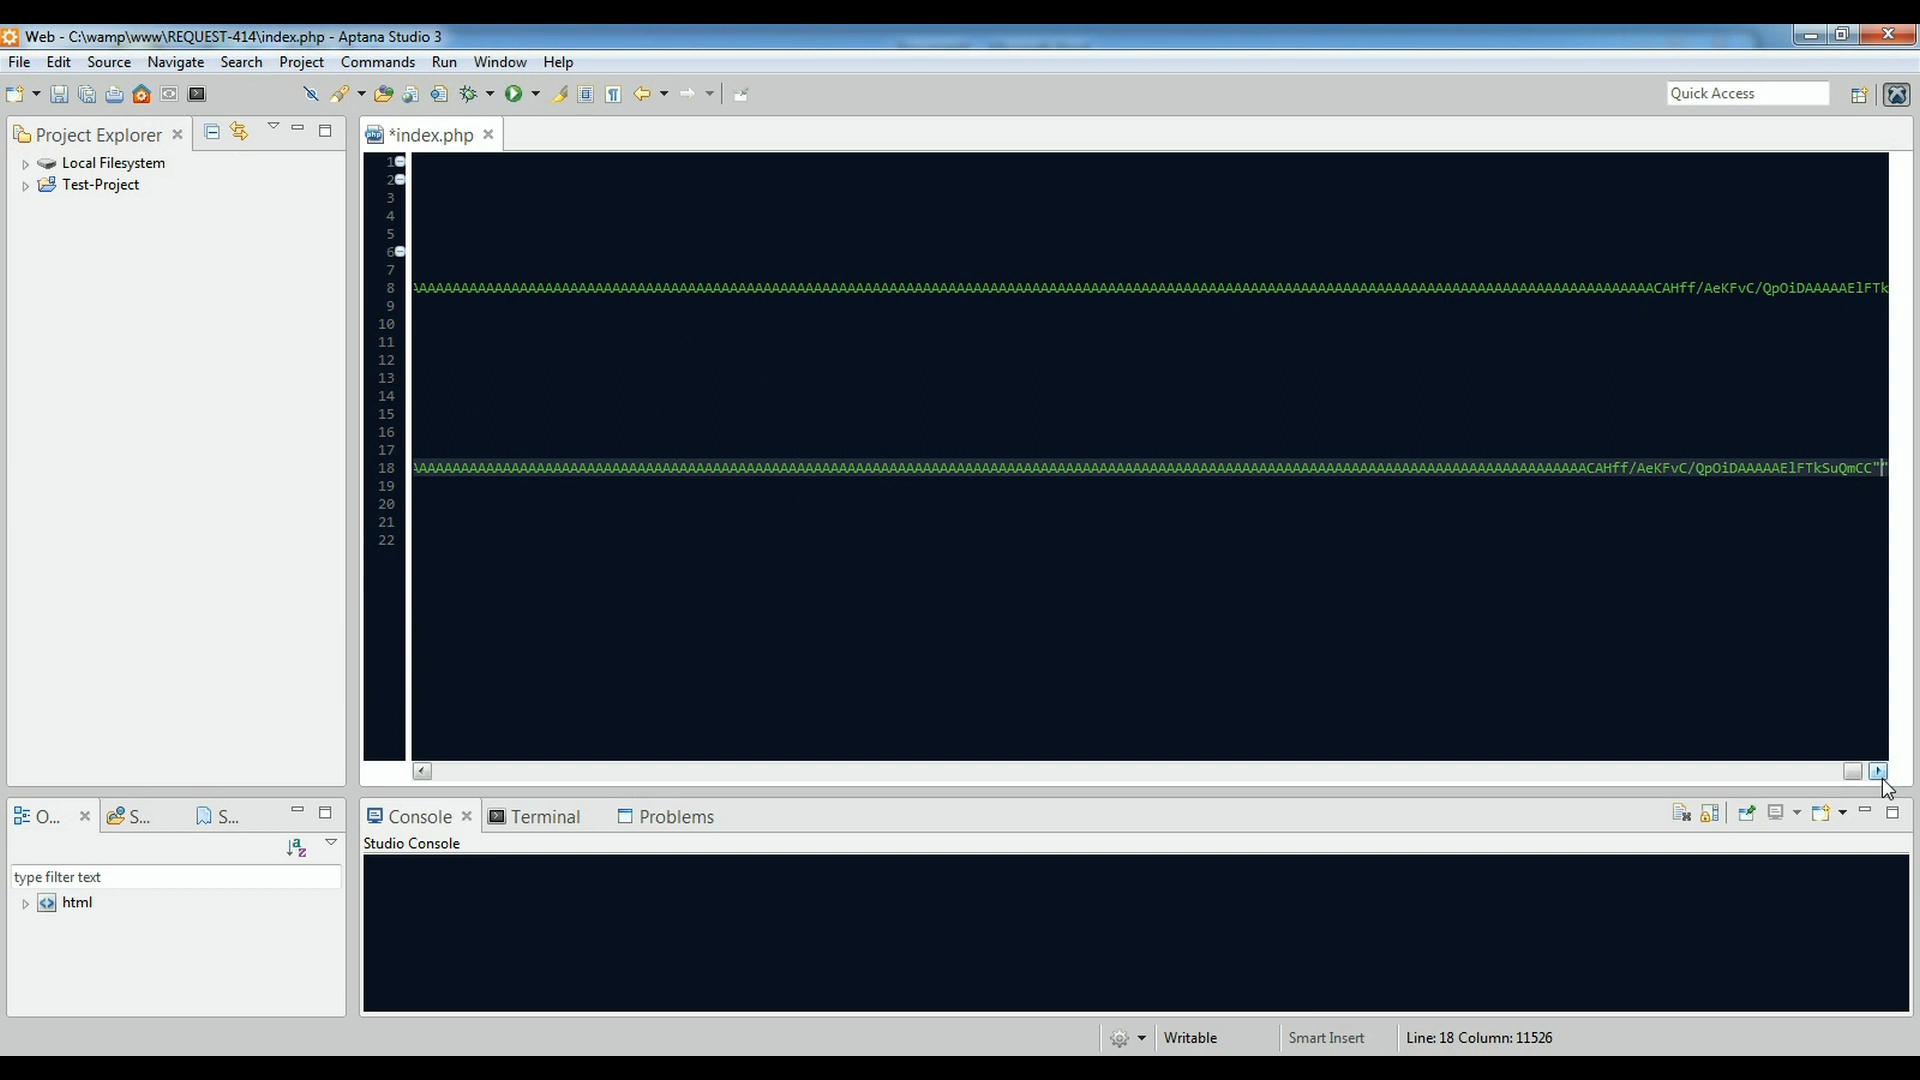 Web - C:\wamp\www\REQUEST-414\index.php - Aptana Studio 3
File Edit Source Navigate Search Project Commands Run Window Help
Quick Access
Project Explorer
*index.php
Local Filesystem
Test-Project
1
2
3
4
5
6
7
8
CAHff/AeKFvC/QpOiDAAAAAElFTk
9
10
11
12
13
14
15
16
17
18
CAHff/AeKFvC/QpOiDAAAAAElFTkSuQmCC""
19
20
21
22
O... S... S...
Console Terminal Problems
Studio Console
type filter text
html
Writable Smart Insert Line: 18 Column: 11526